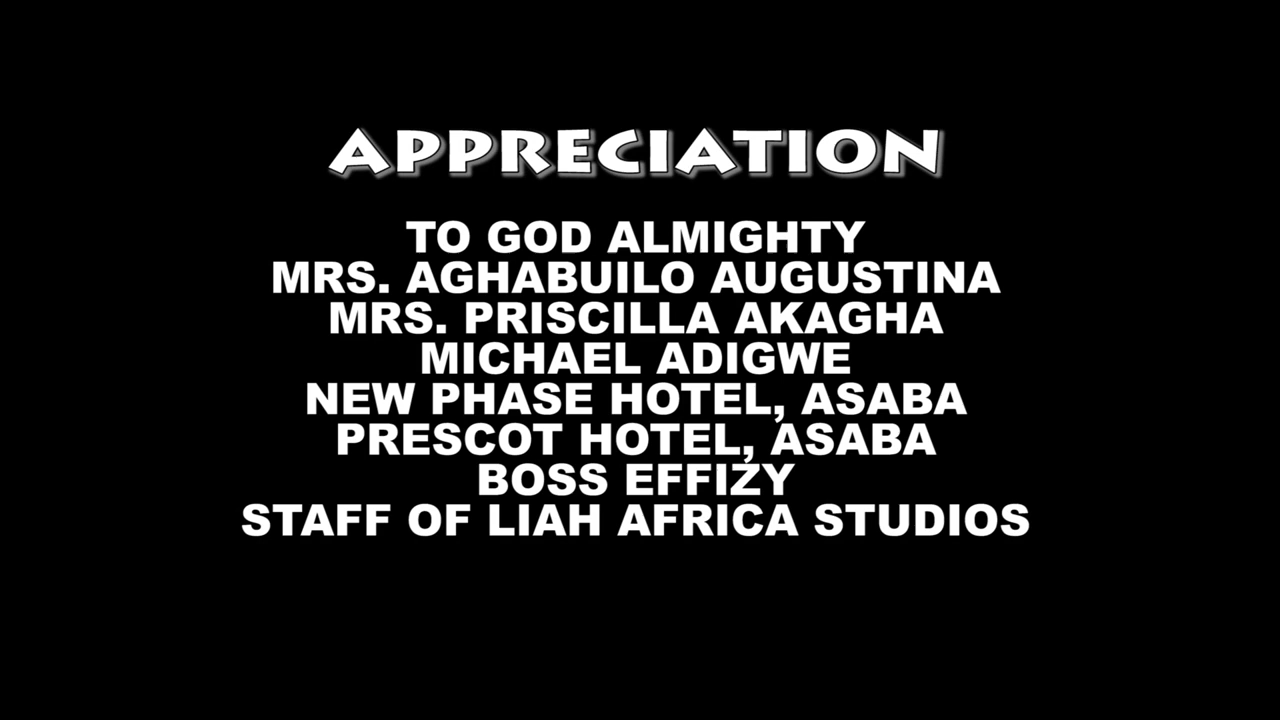 APPRECIATION
TO GOD ALMIGHTY
MRS. AGHABUILO AUGUSTINA
MRS. PRISCILLA AKAGHA
MICHAEL ADIGWE
NEW PHASE HOTEL, ASABA
PRESCOT HOTEL, ASABA
BOSS EFFIZY
STAFF OF LIAH AFRICA STUDIOS